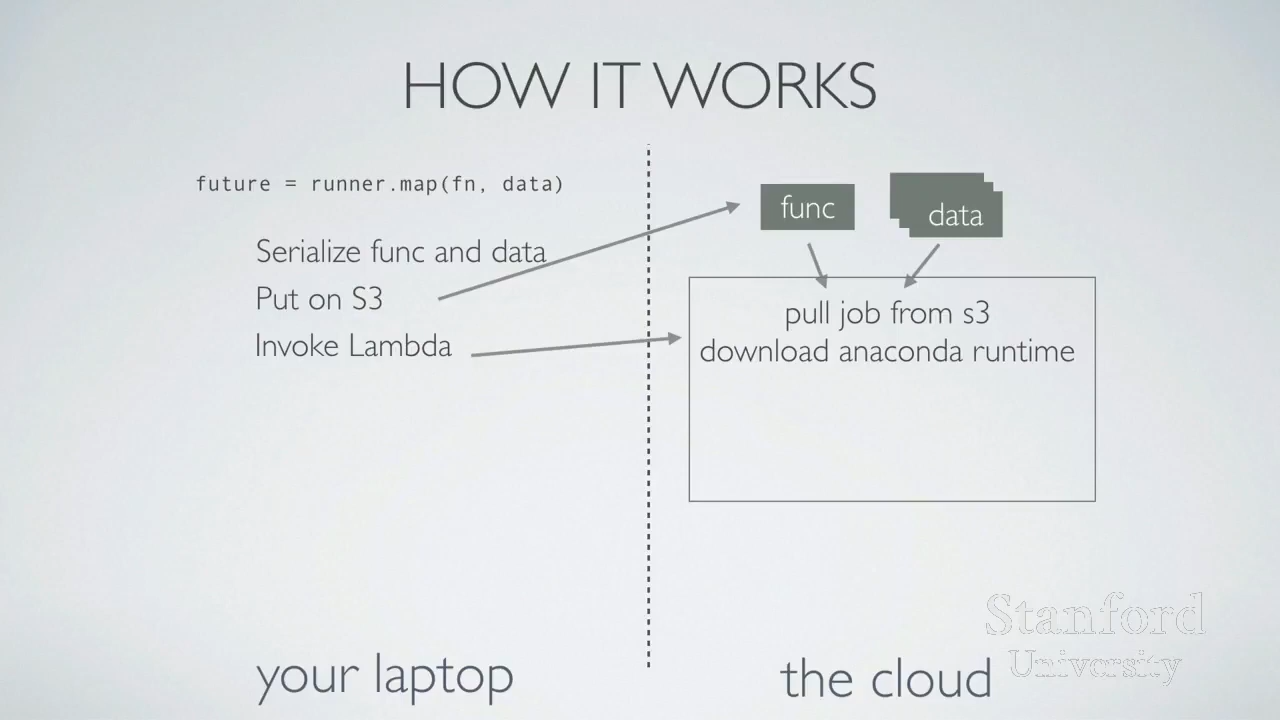 HOW IT WORKS
future = runner.map(fn, data)
Serialize func and data
Put on S3
Invoke Lambda
func
data
pull job from s3
download anaconda runtime
your laptop
the cloud
Stanford
University